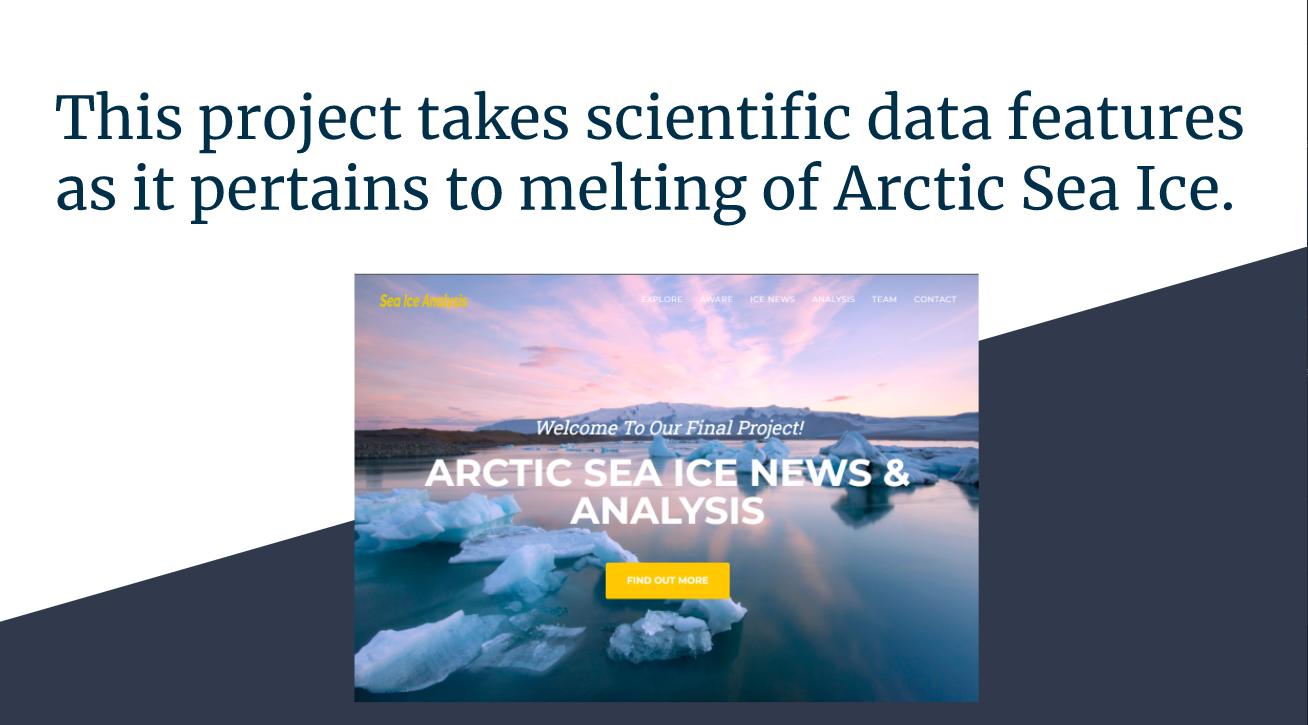 This project takes scientific data features
as it pertains to melting of Arctic Sea Ice.
Sea Ice Analysis
EXPLORE AWARE ICE NEWS ANALYSIS TEAM CONTACT
Welcome To Our Final Project!
ARCTIC SEA ICE NEWS &
ANALYSIS
FIND OUT MORE